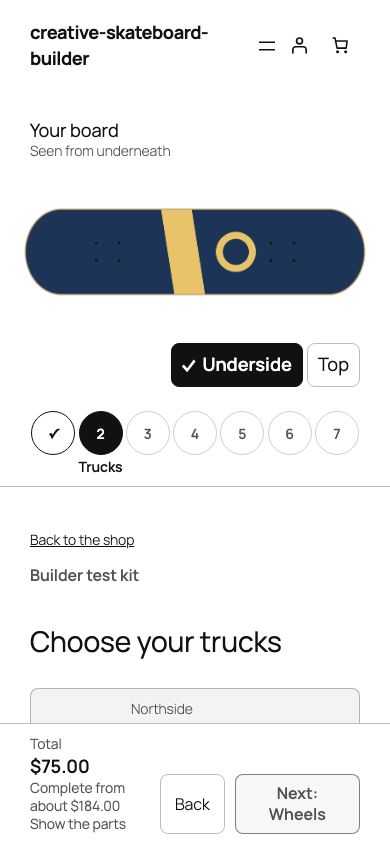 creative-skateboard-
builder
Your board
Seen from underneath
✓ Underside
Top
✓ 2 3 4 5 6 7
Trucks
Back to the shop
Builder test kit
Choose your trucks
Northside
Total
$75.00
Complete from
about $184.00
Show the parts
Back
Next:
Wheels